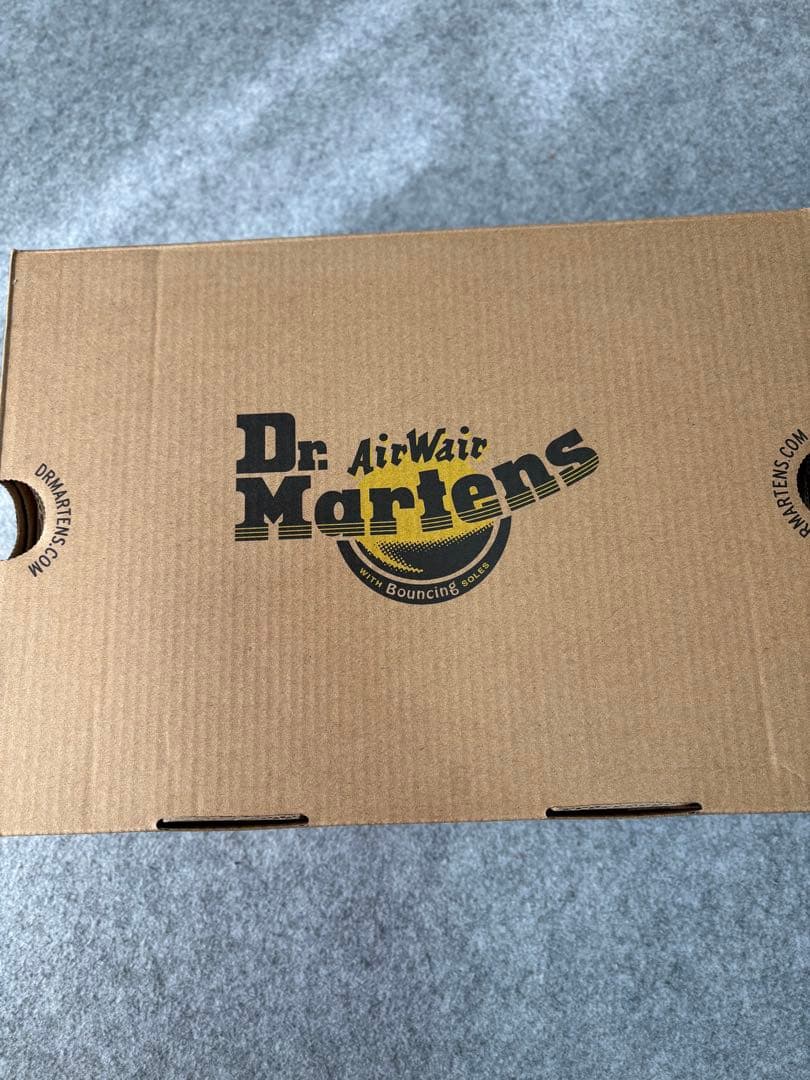 Dr. AirWair
Martens
WITH Bouncing SOLES
DRMARTENS.COM
RMARTENS.COM